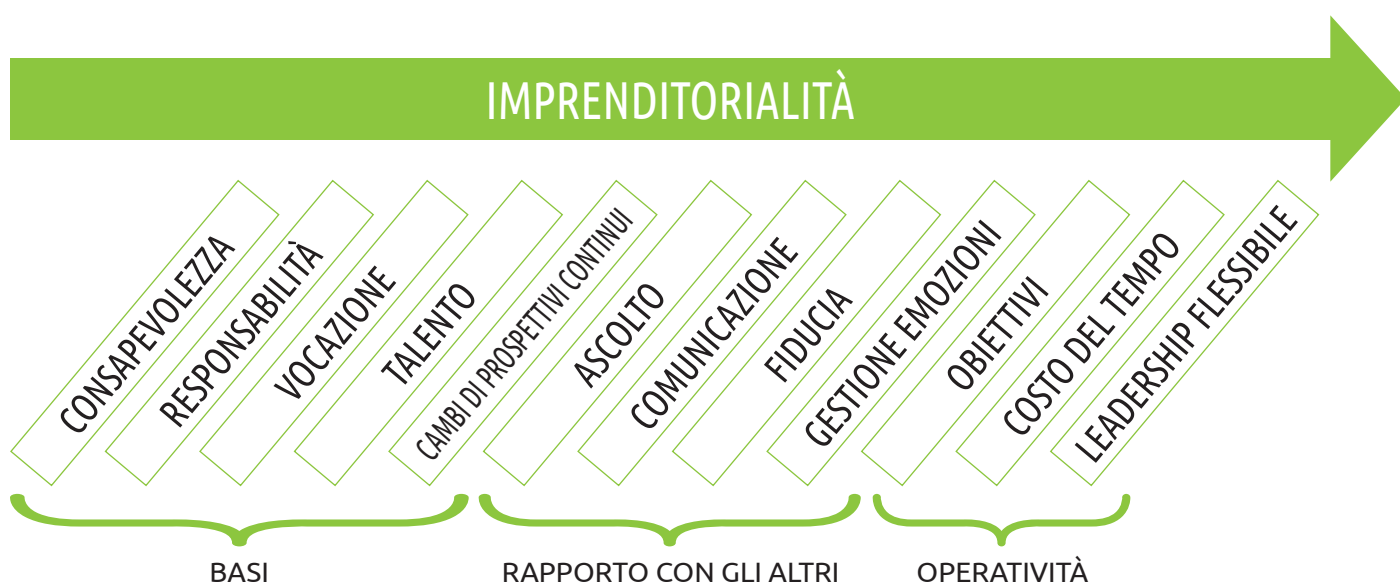 IMPRENDITORIALITÀ
CONSAPEVOLEZZA
RESPONSABILITÀ
VOCAZIONE
TALENTO
CAMBI DI PROSPETTIVI CONTINUI
ASCOLTO
COMUNICAZIONE
FIDUCIA
GESTIONE EMOZIONI
OBIETTIVI
COSTO DEL TEMPO
LEADERSHIP FLESSIBILE
BASI
RAPPORTO CON GLI ALTRI
OPERATIVITÀ